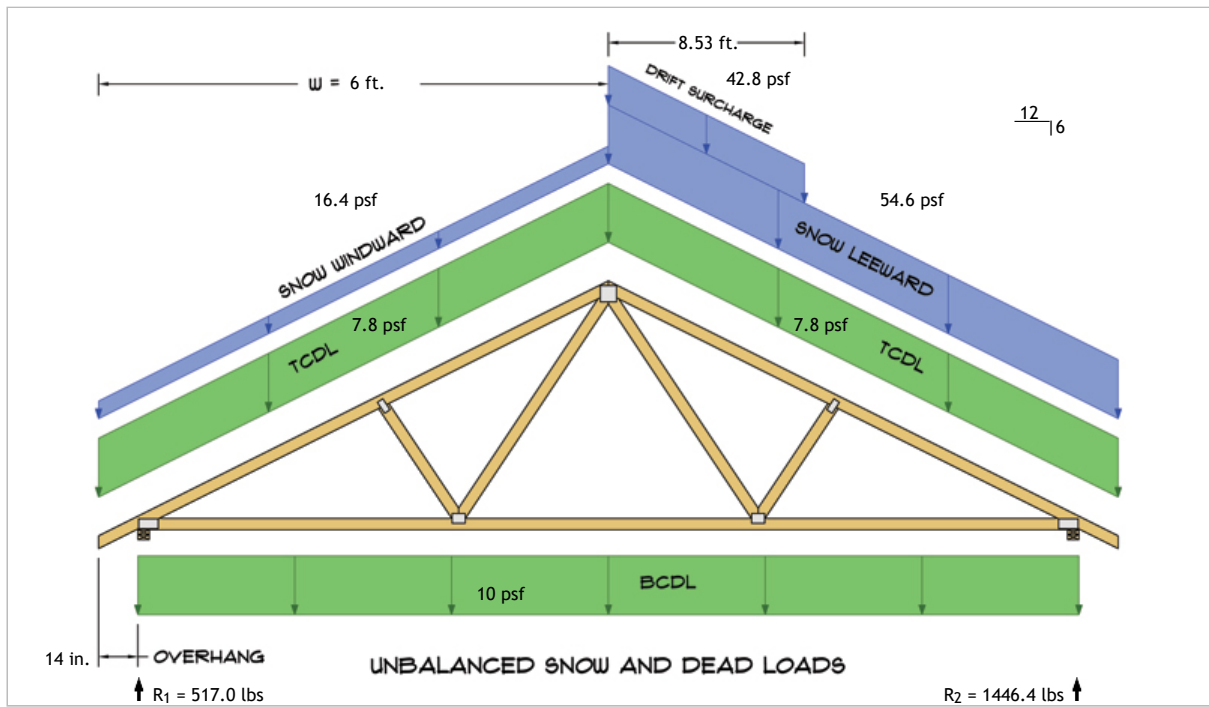 8.53 ft.
W = 6 ft.
DRIFT SURCHARGE
42.8 psf
12
6
16.4 psf
54.6 psf
SNOW WINDWARD
SNOW LEEWARD
7.8 psf
7.8 psf
TCDL
TCDL
10 psf
BCDL
14 in.
OVERHANG
UNBALANCED SNOW AND DEAD LOADS
R1 = 517.0 lbs
R2 = 1446.4 lbs